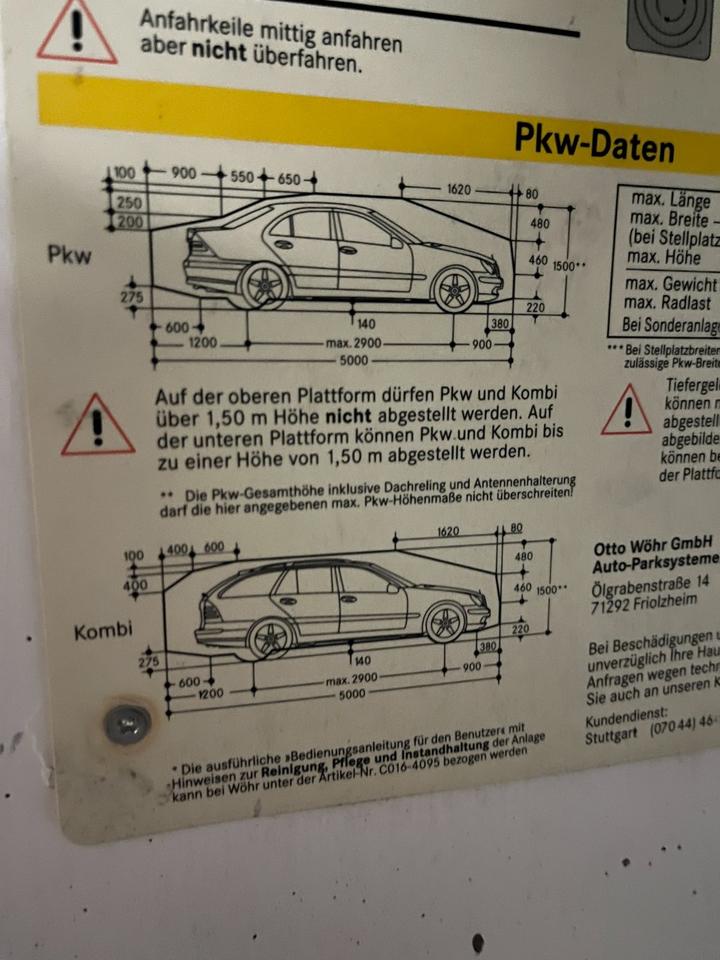 Anfahrkeile mittig anfahren
aber nicht überfahren.
Pkw-Daten
100 900 550 650 1620 80
250
200
480
460 1500**
220
Pkw
275
600 140 380
1200 max. 2900 900
5000
max. Länge
max. Breite
(bei Stellplatz
max. Höhe
max. Gewicht
max. Radlast
Bei Sonderanlag
*** Bei Stellplatzbreiten
zulässige Pkw-Breite
Auf der oberen Plattform dürfen Pkw und Kombi
über 1,50 m Höhe nicht abgestellt werden. Auf
der unteren Plattform können Pkw und Kombi bis
zu einer Höhe von 1,50 m abgestellt werden.
** Die Pkw-Gesamthöhe inklusive Dachreling und Antennenhalterung
darf die hier angegebenen max. Pkw-Höhenmaße nicht überschreiten!
Tiefergel
können
abgestell
abgebilde
können be
der Plattfo
100 400 600 1620 80
400
480
460 1500**
220
Kombi
275
600 140 380
1200 max. 2900 900
5000
Otto Wöhr GmbH
Auto-Parksysteme
Ölgrabenstraße 14
71292 Friolzheim
Bei Beschädigungen
unverzüglich Ihre Hau
Anfragen wegen techn
Sie auch an unseren K
Kundendienst:
Stuttgart (070 44) 46
* Die ausführliche »Bedienungsanleitung für den Benutzer« mit
Hinweisen zur Reinigung, Pflege und Instandhaltung der Anlage
kann bei Wöhr unter der Artikel-Nr. C016-4095 bezogen werden